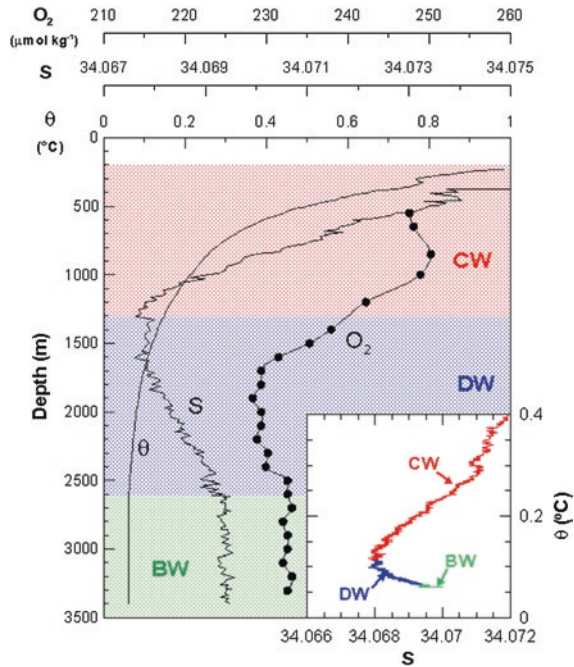 O2 210 220 230 240 250 260
(μmol kg-1)
S 34.067 34.069 34.071 34.073 34.075
θ 0 0.2 0.4 0.6 0.8 1
(°C)
0
500
1000
1500
2000
2500
3000
3500
Depth (m)
CW
DW
BW
O2
S
θ
0.4
0.2
0
θ (°C)
CW
DW
BW
34.066 34.068 34.07 34.072
S